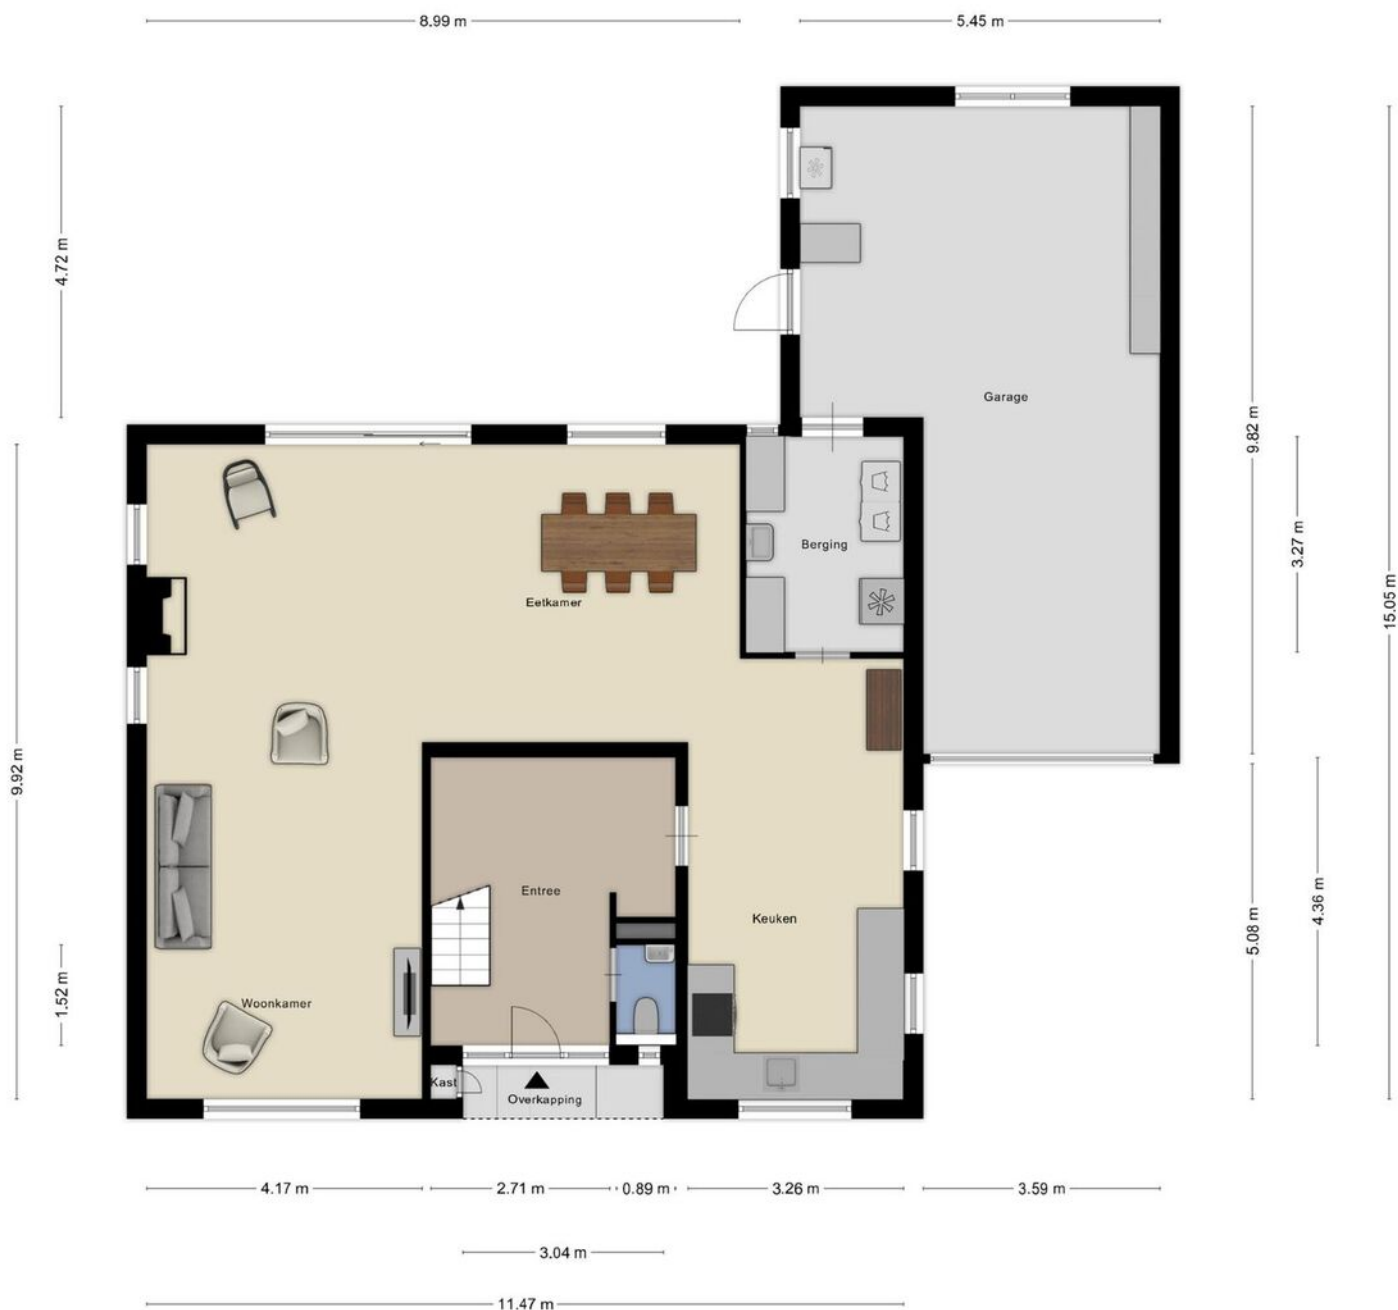 8.99 m
5.45 m
4.72 m
Garage
9.82 m
3.27 m
15.05 m
Berging
Eetkamer
9.92 m
Entree
Keuken
4.36 m
5.08 m
1.52 m
Woonkamer
Kast
Overkapping
4.17 m
2.71 m
0.89 m
3.26 m
3.59 m
3.04 m
11.47 m